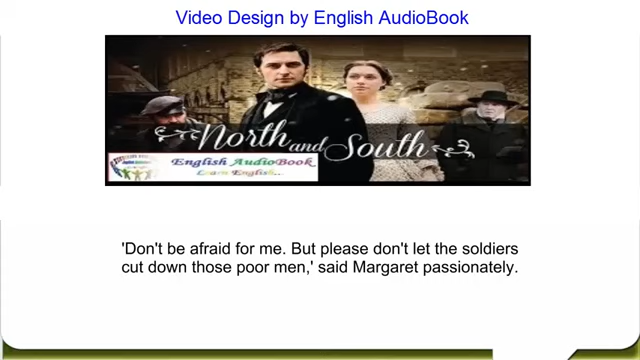 Video Design by English AudioBook
North and South
English AudioBook
Learn English...
'Don't be afraid for me. But please don't let the soldiers
cut down those poor men,' said Margaret passionately.